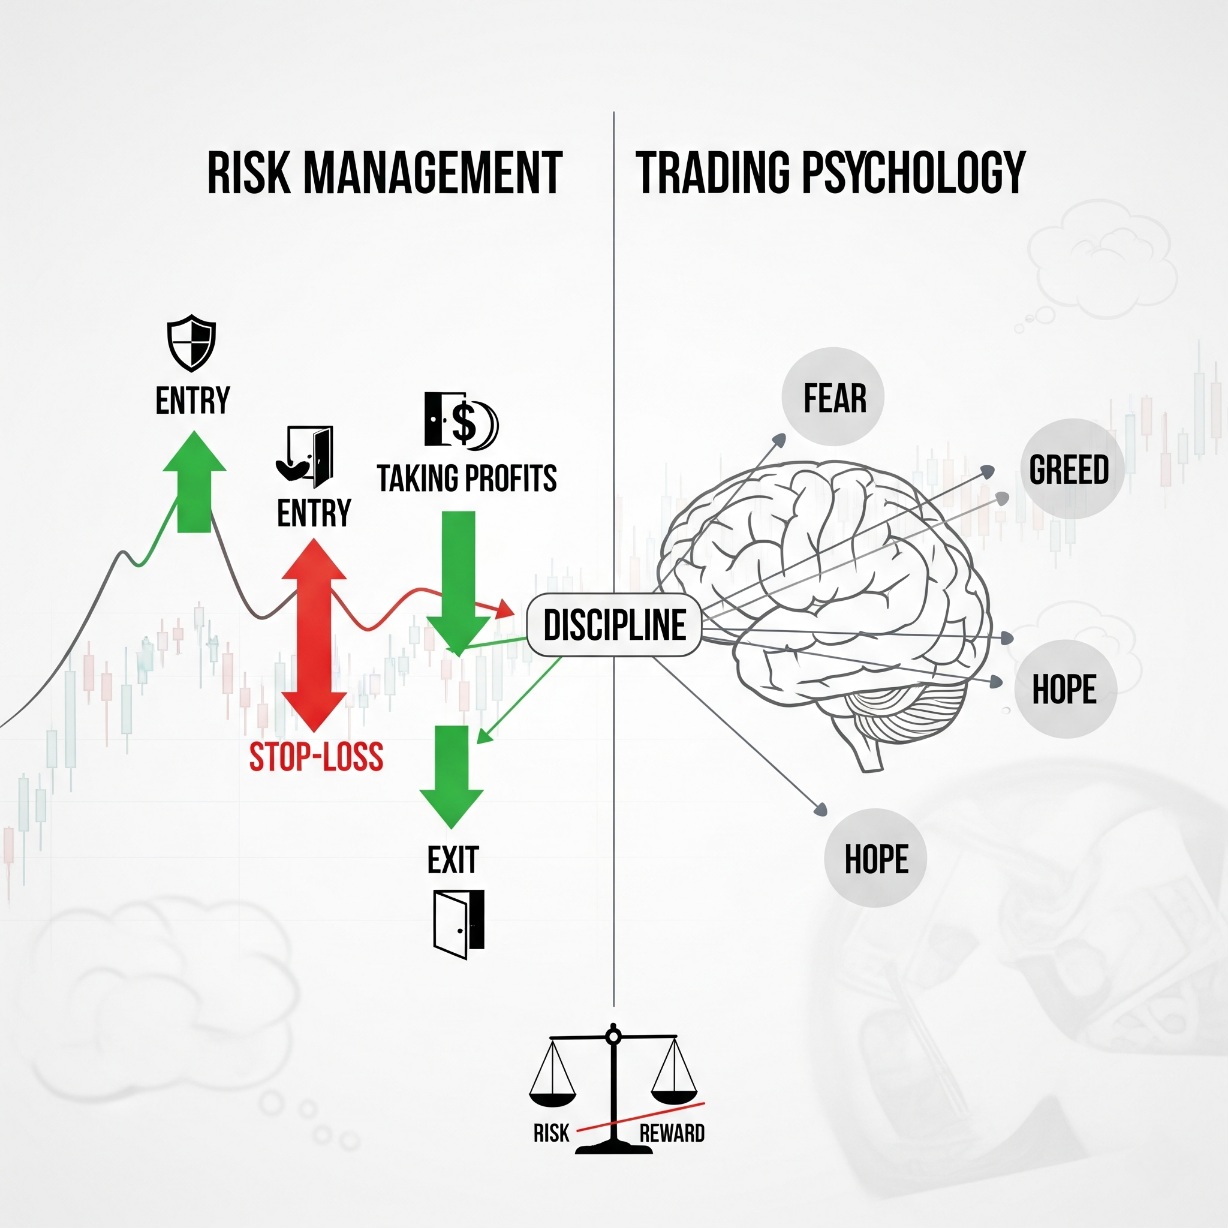 RISK MANAGEMENT
TRADING PSYCHOLOGY
ENTRY
ENTRY
$
TAKING PROFITS
STOP-LOSS
EXIT
DISCIPLINE
FEAR
GREED
HOPE
HOPE
RISK
REWARD